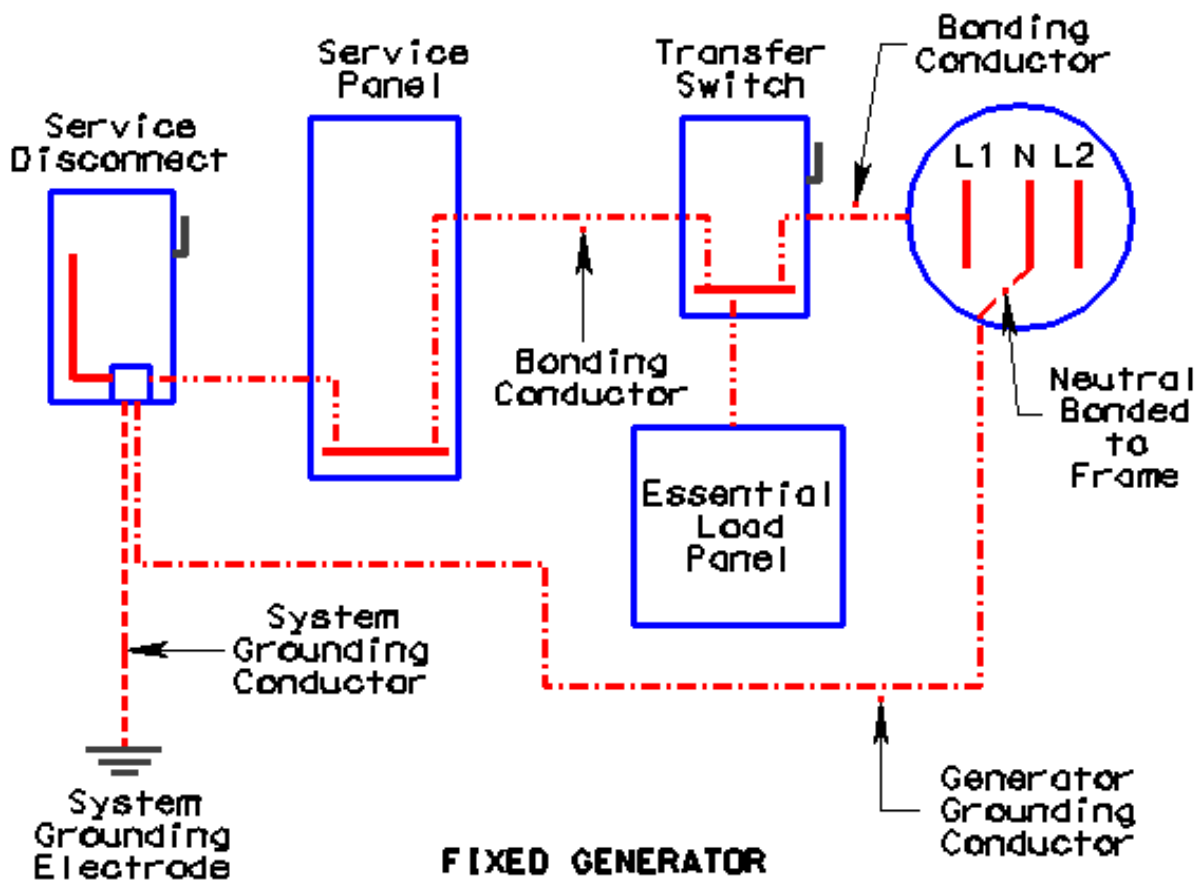 Service
Disconnect
Service
Panel
Transfer
Switch
Bonding
Conductor
L1 N L2
Bonding
Conductor
Neutral
Bonded
to
Frame
Essential
Load
Panel
System
Grounding
Conductor
System
Grounding
Electrode
Generator
Grounding
Conductor
FIXED GENERATOR